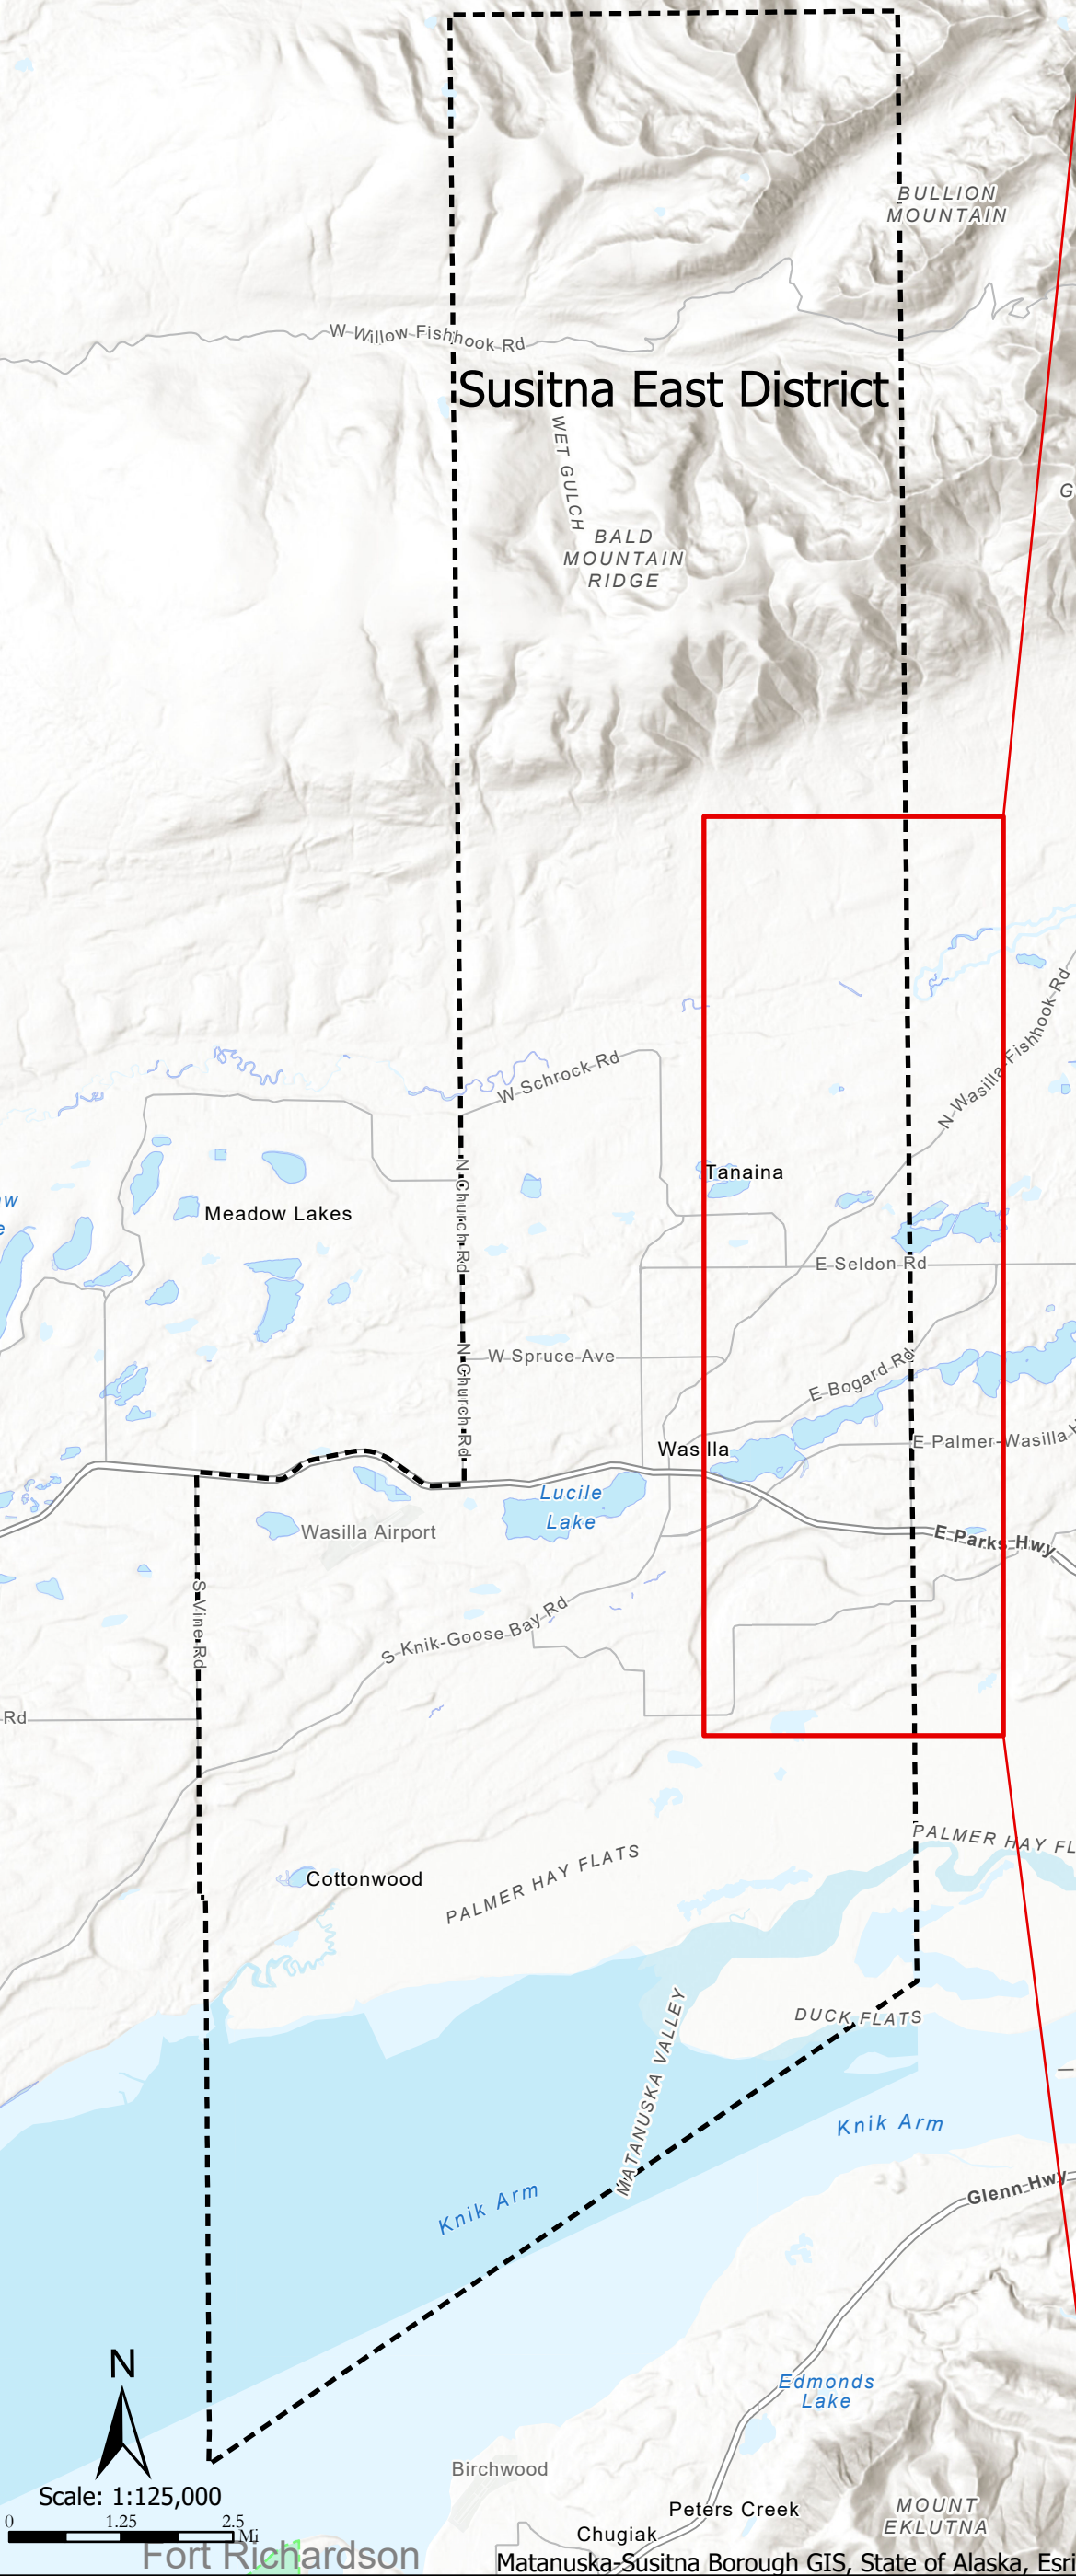 BULLION
MOUNTAIN
W Willow Fishhook Rd
Susitna East District
WET GULCH
G
BALD
MOUNTAIN
RIDGE
N Wasilla-Fishhook Rd
W Schrock Rd
Tanaina
N Church Rd
Meadow Lakes
E Seldon Rd
N Church Rd
W Spruce Ave
E Bogard Rd
Wasilla
E Palmer-Wasilla H
Lucile
Lake
Wasilla Airport
E Parks Hwy
S Vine Rd
S Knik-Goose Bay Rd
Rd
PALMER HAY FL
PALMER HAY FLATS
Cottonwood
DUCK FLATS
MATANUSKA VALLEY
Knik Arm
Glenn Hwy
Knik Arm
N
Edmonds
Lake
Birchwood
Scale: 1:125,000
Peters Creek
MOUNT
EKLUTNA
0 1.25 2.5
Mi
Chugiak
Fort Richardson
Matanuska-Susitna Borough GIS, State of Alaska, Esri